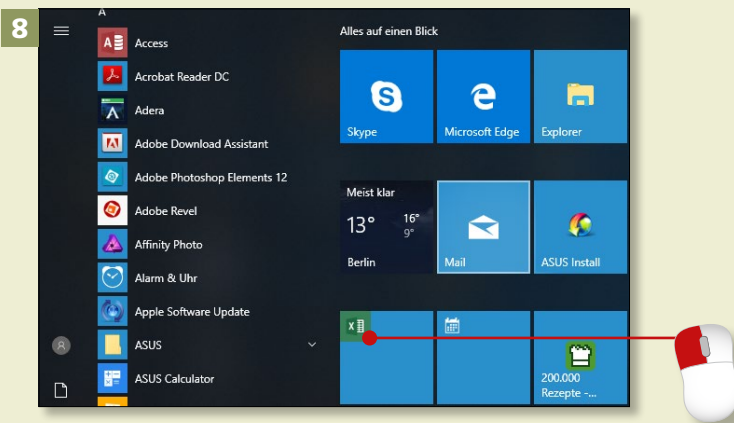 8
A
Access
Acrobat Reader DC
Adera
Adobe Download Assistant
Adobe Photoshop Elements 12
Adobe Revel
Affinity Photo
Alarm & Uhr
Apple Software Update
ASUS
ASUS Calculator
Alles auf einen Blick
Skype
Microsoft Edge
Explorer
Meist klar
13° 16°
9°
Berlin
Mail
ASUS Install
200.000
Rezepte -...